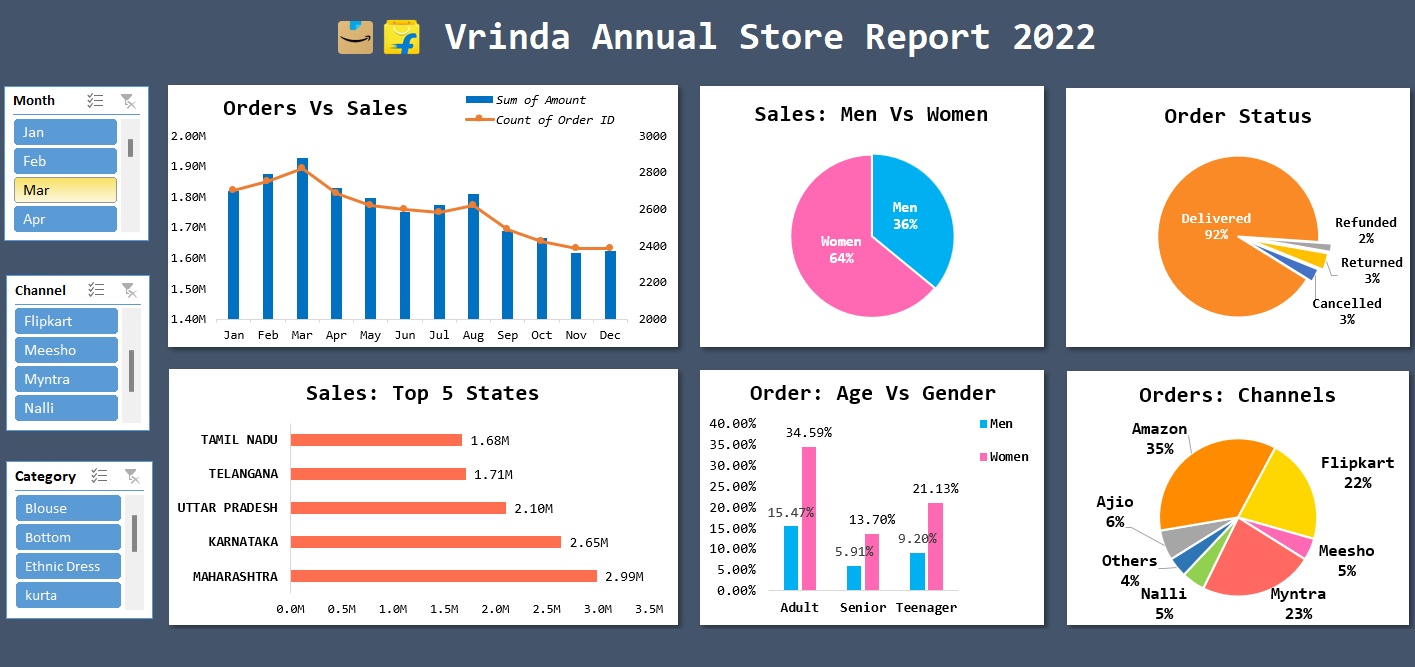 Vrinda Annual Store Report 2022
Month
Jan
Feb
Mar
Apr
Channel
Flipkart
Meesho
Myntra
Nalli
Category
Blouse
Bottom
Ethnic Dress
kurta
Orders Vs Sales
Sum of Amount
Count of Order ID
2.00M
1.90M
1.80M
1.70M
1.60M
1.50M
1.40M
3000
2800
2600
2400
2200
2000
Jan Feb Mar Apr May Jun Jul Aug Sep Oct Nov Dec
Sales: Men Vs Women
Men
36%
Women
64%
Order Status
Delivered
92%
Refunded
2%
Returned
3%
Cancelled
3%
Sales: Top 5 States
TAMIL NADU 1.68M
TELANGANA 1.71M
UTTAR PRADESH 2.10M
KARNATAKA 2.65M
MAHARASHTRA 2.99M
0.0M 0.5M 1.0M 1.5M 2.0M 2.5M 3.0M 3.5M
Order: Age Vs Gender
Men
Women
40.00%
35.00%
30.00%
25.00%
20.00%
15.00%
10.00%
5.00%
0.00%
15.47%
34.59%
5.91%
13.70%
9.20%
21.13%
Adult Senior Teenager
Orders: Channels
Amazon
35%
Flipkart
22%
Ajio
6%
Others
4%
Nalli
5%
Myntra
23%
Meesho
5%